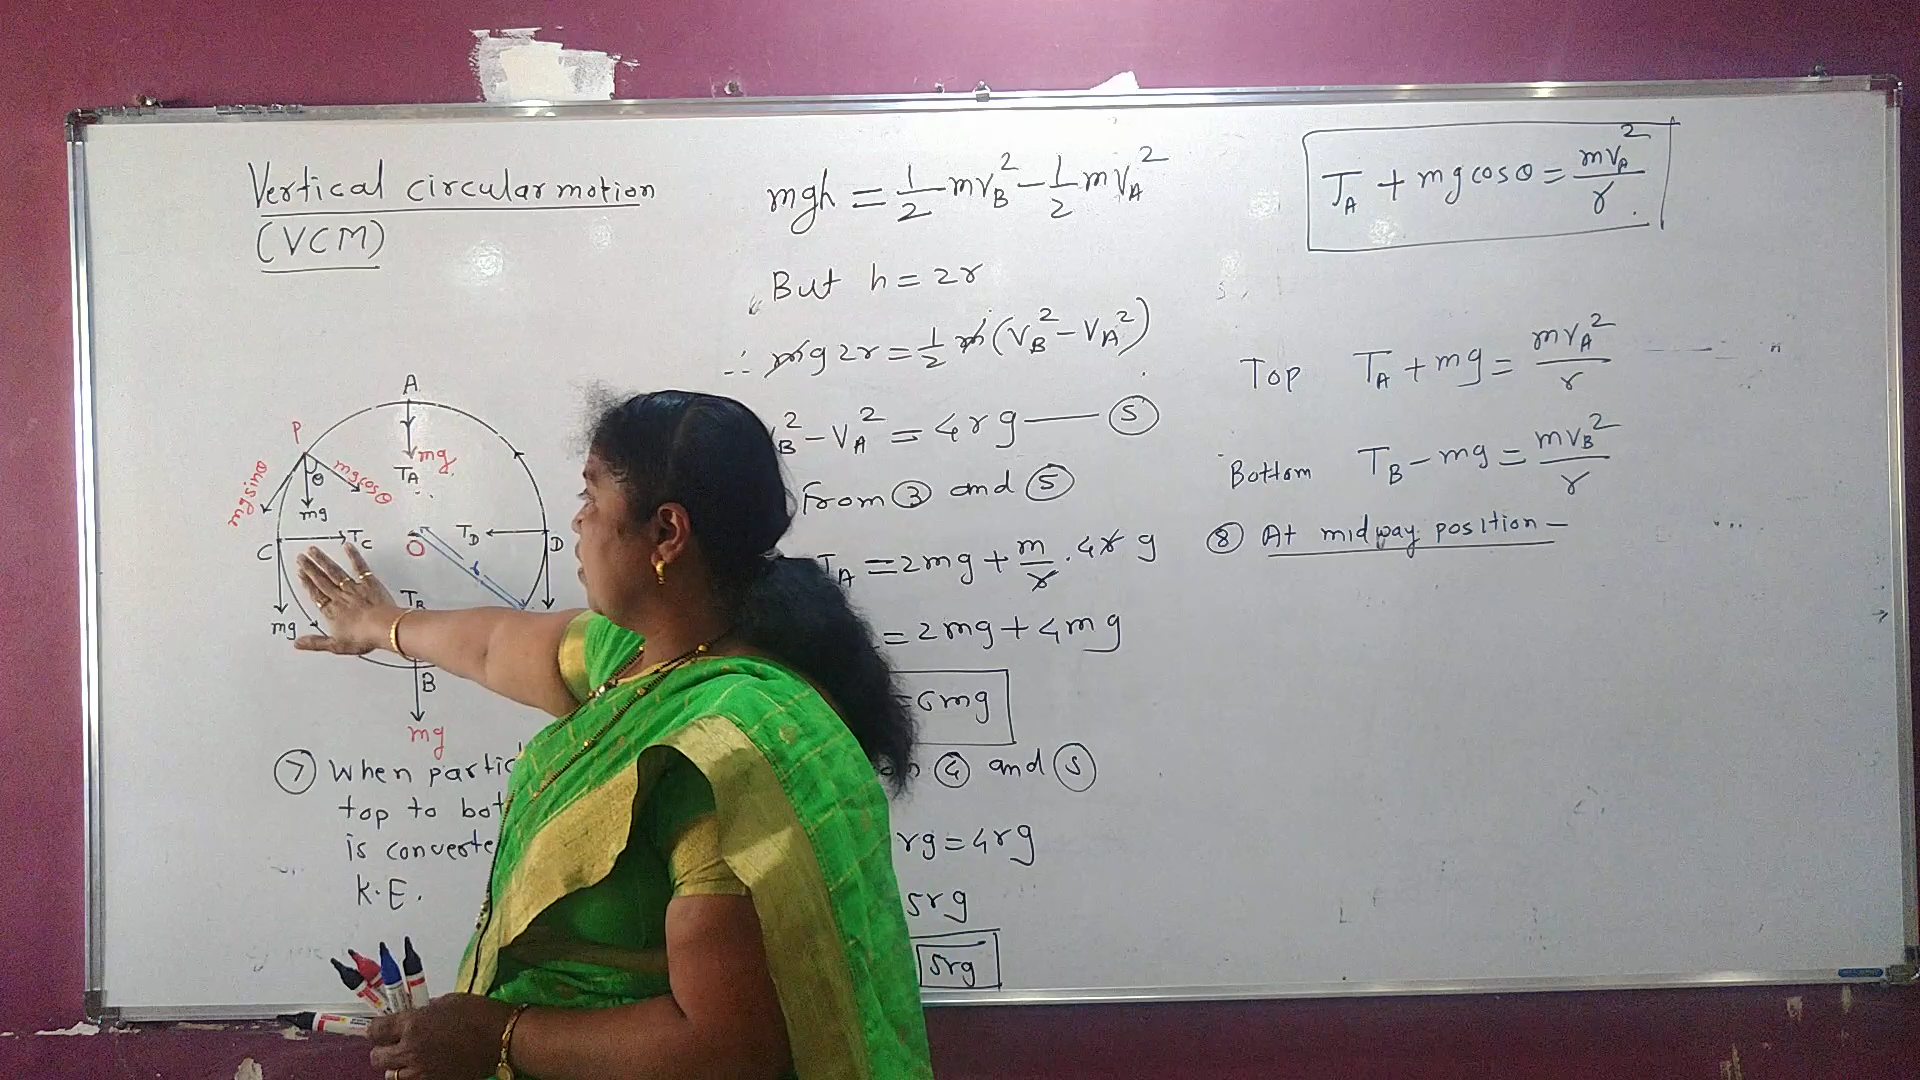 Vertical circular motion
(VCM)
A
P
mg
TA
mgsinθ
θ
mgcosθ
mg
C
TC
O
TD
D
r
mg
TB
B
mg
⑦ When partic
top to bot
is converte
K.E.
mgh = 1/2 mvB² - 1/2 mvA²
But h = 2r
∴ mg 2r = 1/2 m (vB² - vA²)
B² - vA² = 4rg — ⑤
From ③ and ⑤
TA = 2mg + m/r . 4r g
= 2mg + 4mg
= 6mg
④ and ⑤
rg = 4rg
5rg
5rg
TA + mg cosθ = mvA²/r .
Top TA + mg = mvA²/r
Bottom TB - mg = mvB²/r
⑧ At midway position -